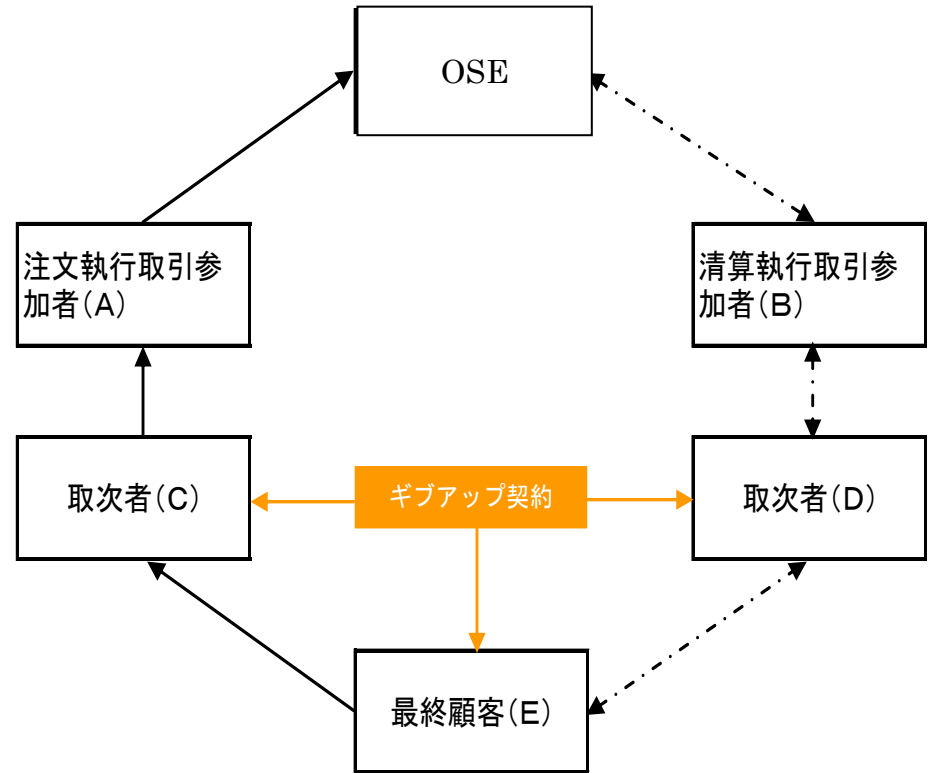 OSE
注文執行取引参
加者（A）
清算執行取引参
加者（B）
取次者（C）
ギブアップ契約
取次者（D）
最終顧客（E）